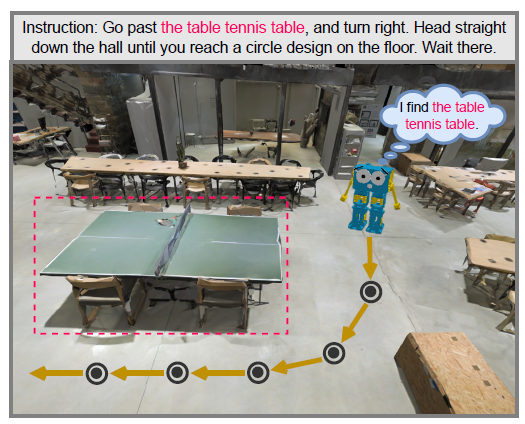 Instruction: Go past the table tennis table, and turn right. Head straight
down the hall until you reach a circle design on the floor. Wait there.
I find the table
tennis table.